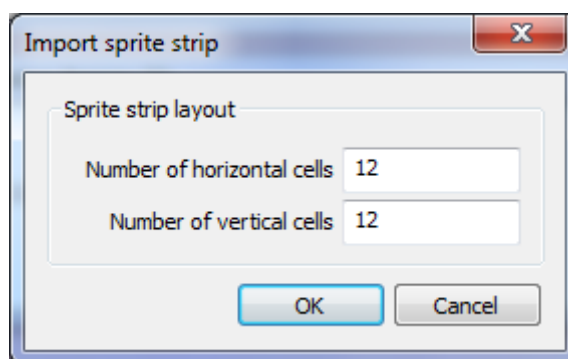 Import sprite strip
Sprite strip layout
Number of horizontal cells 12
Number of vertical cells 12
OK Cancel